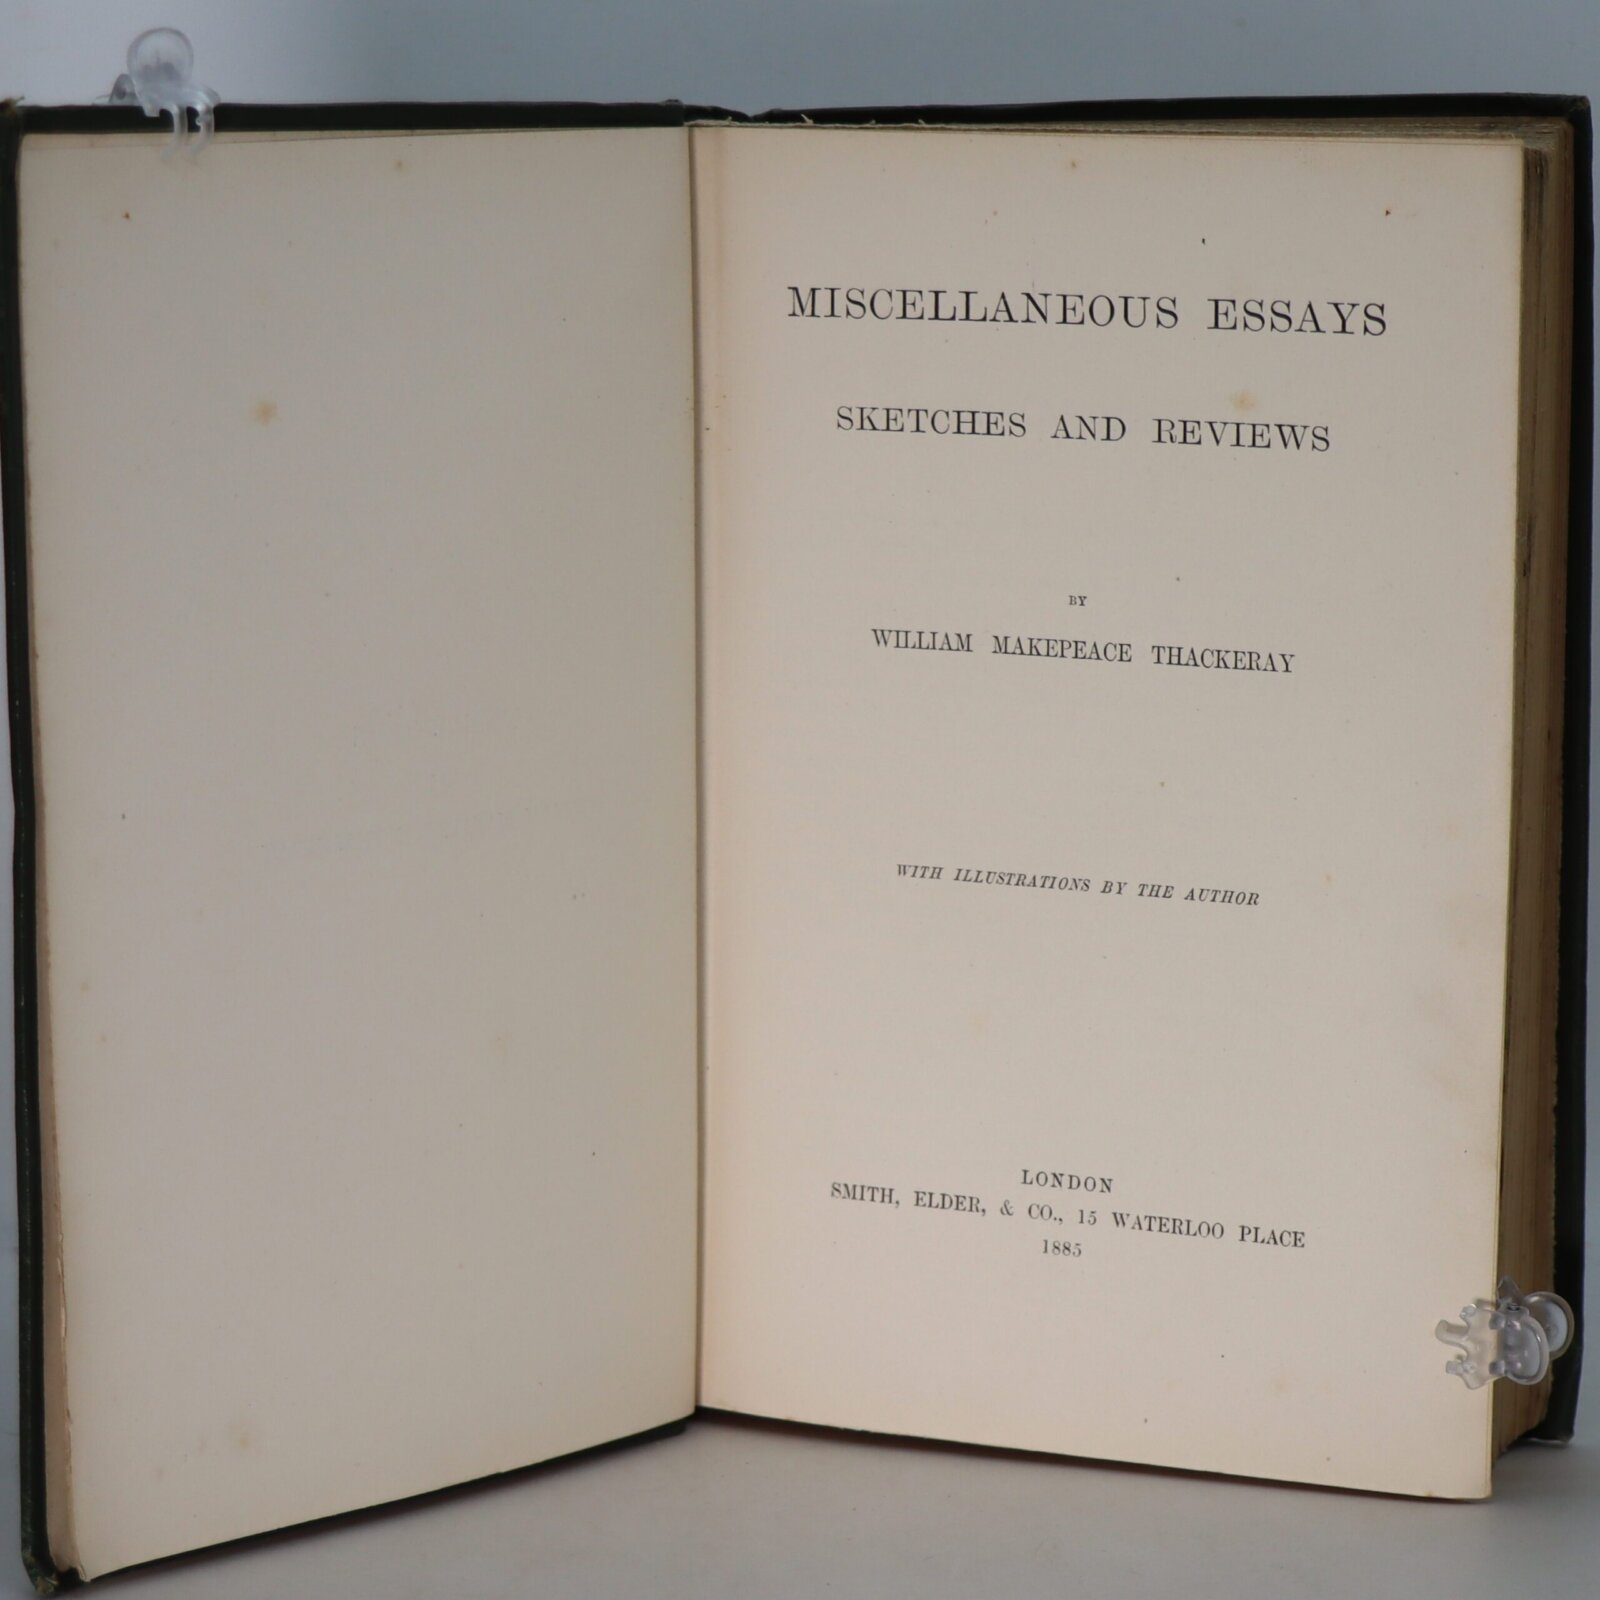 MISCELLANEOUS ESSAYS
SKETCHES AND REVIEWS
BY
WILLIAM MAKEPEACE THACKERAY
WITH ILLUSTRATIONS BY THE AUTHOR
LONDON
SMITH, ELDER, & CO., 15 WATERLOO PLACE
1885